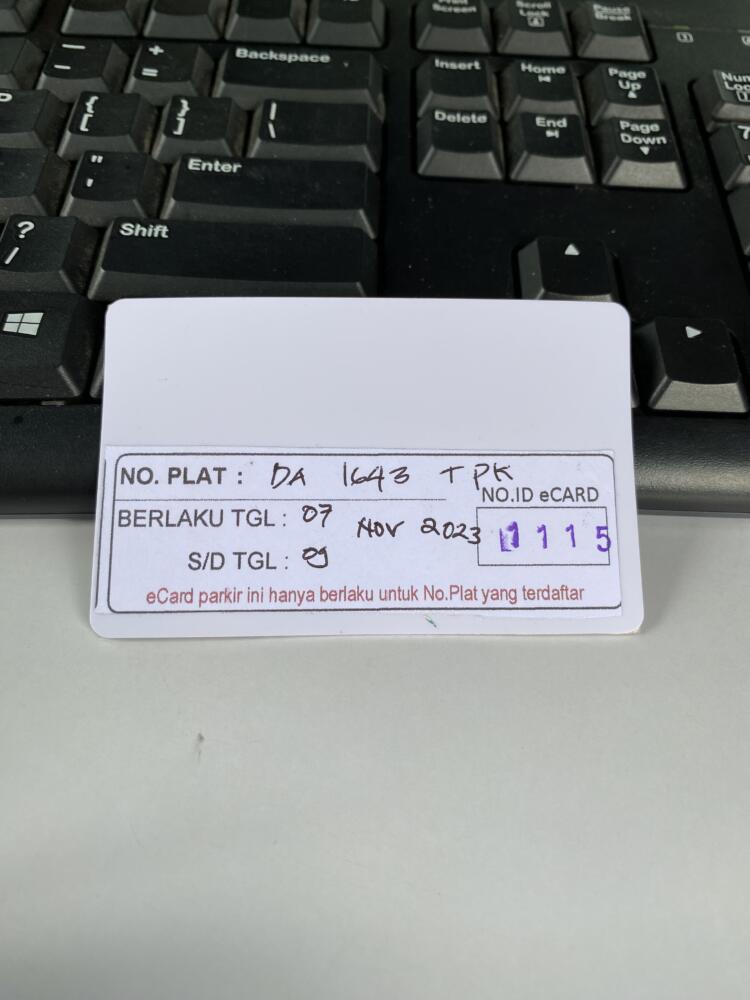 Print Screen
Scroll Lock
Pause Break
— -
+ =
Backspace
Insert
Home
Page Up
Num Loc
{ [
} ]
| \
Delete
End
Page Down
7
" '
Enter
? /
Shift
NO. PLAT : DA 1643 TPK
NO.ID eCARD
BERLAKU TGL : 07 NOV 2023
1115
S/D TGL : 09
eCard parkir ini hanya berlaku untuk No.Plat yang terdaftar